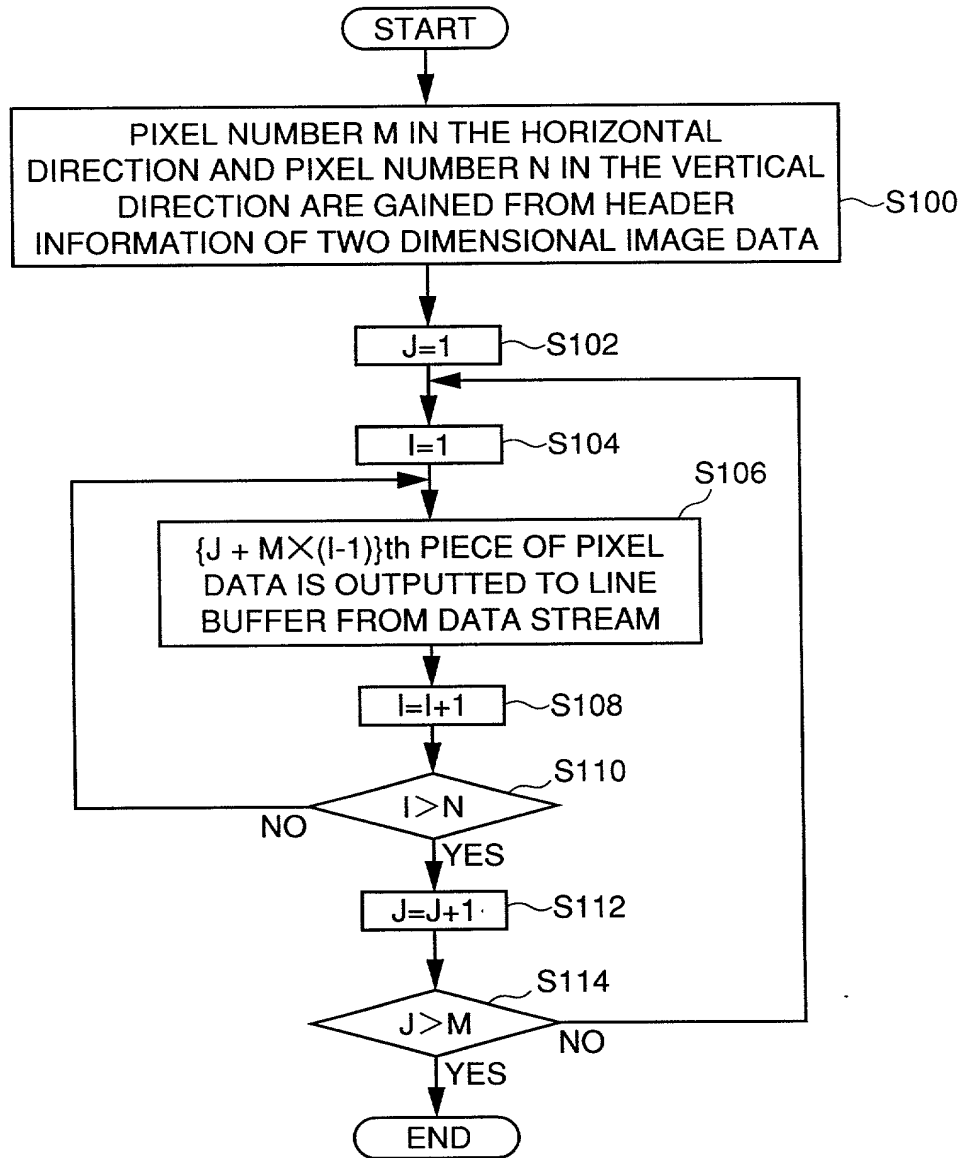 START
PIXEL NUMBER M IN THE HORIZONTAL
DIRECTION AND PIXEL NUMBER N IN THE VERTICAL
DIRECTION ARE GAINED FROM HEADER
INFORMATION OF TWO DIMENSIONAL IMAGE DATA
S100
J=1
S102
I=1
S104
S106
{J + M×(I-1)}th PIECE OF PIXEL
DATA IS OUTPUTTED TO LINE
BUFFER FROM DATA STREAM
I=I+1
S108
S110
I>N
NO
YES
J=J+1
S112
S114
J>M
NO
YES
END